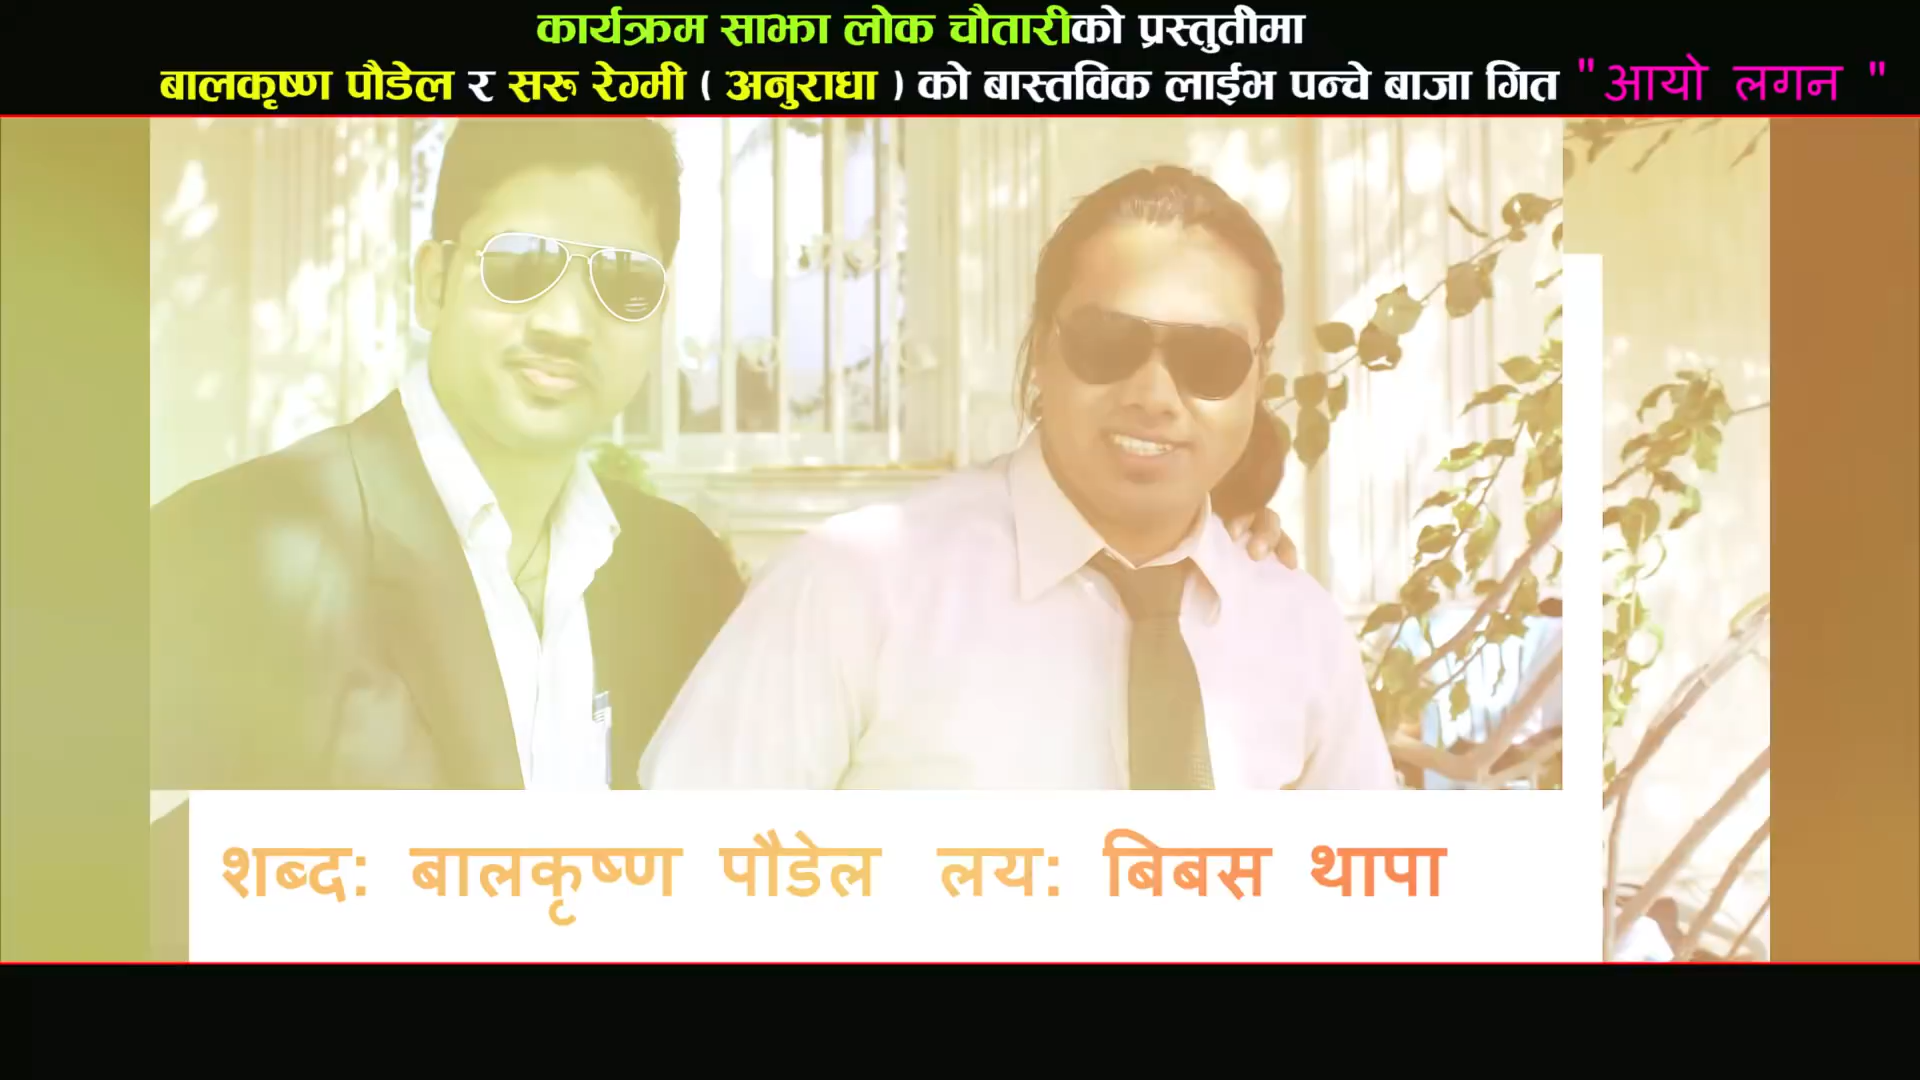 कार्यक्रम साझा लोक चौतारीको प्रस्तुतीमा
बालकृष्ण पौडेल र सरू रेग्मी ( अनुराधा ) को बास्तविक लाईभ पन्चे बाजा गित "आयो लगन "
शब्द: बालकृष्ण पौडेल लय: बिबस थापा